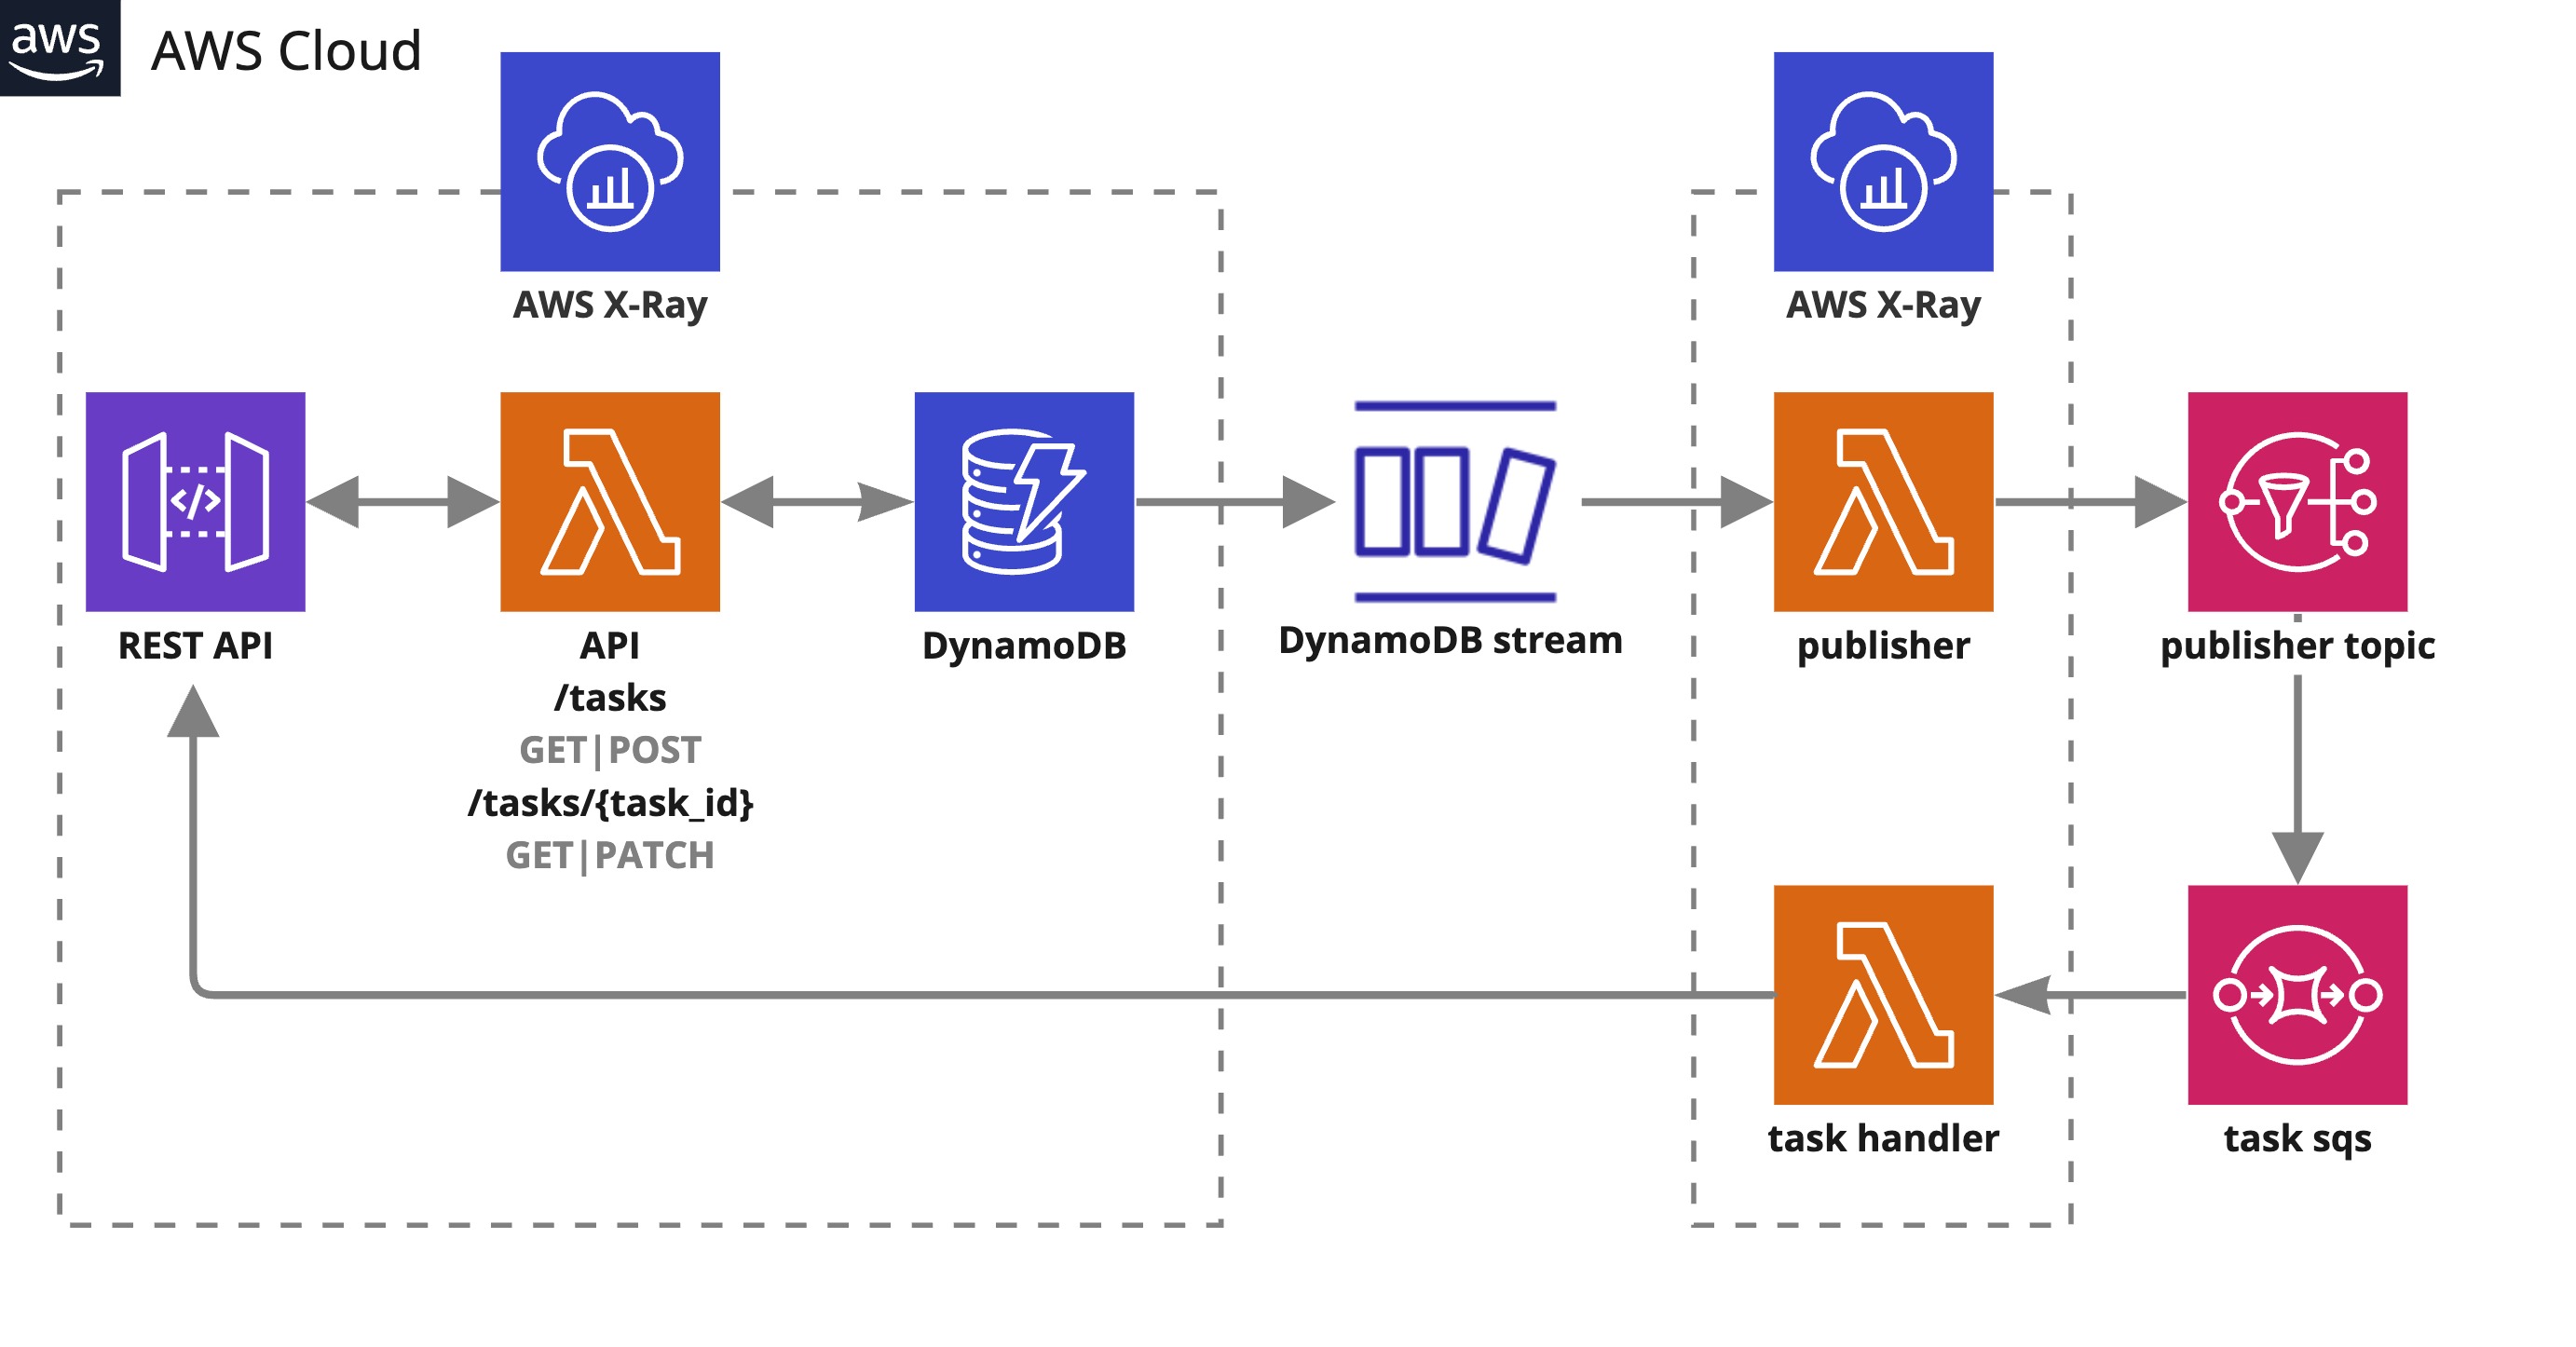 aws
AWS Cloud
AWS X-Ray
AWS X-Ray
</>
REST API
API
/tasks
GET|POST
/tasks/{task_id}
GET|PATCH
DynamoDB
DynamoDB stream
publisher
publisher topic
task handler
task sqs